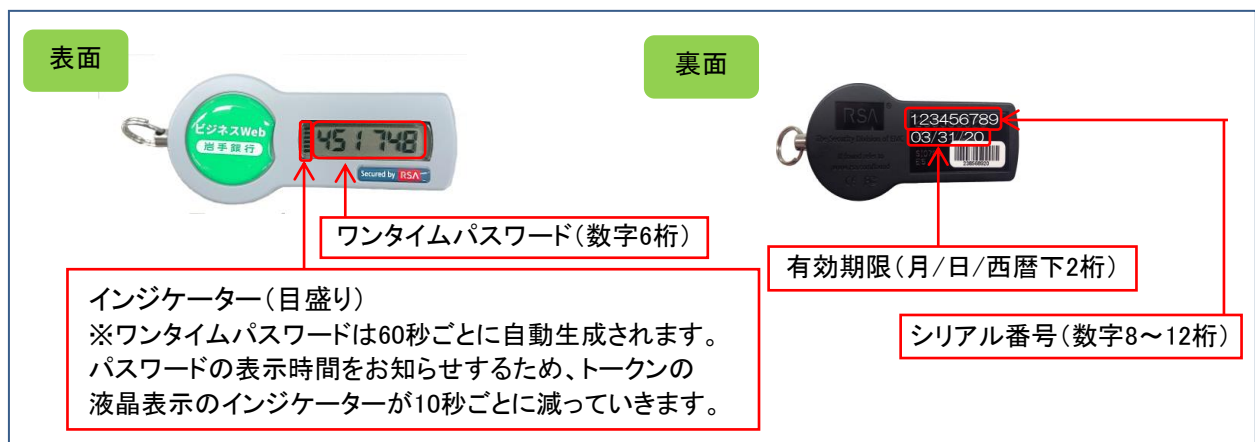 表面
ビジネスWeb
岩手銀行
451748
Secured by RSA
ワンタイムパスワード（数字6桁）
インジケーター（目盛り）
※ワンタイムパスワードは60秒ごとに自動生成されます。
パスワードの表示時間をお知らせするため、トークンの
液晶表示のインジケーターが10秒ごとに減っていきます。
裏面
RSA
The Security Division of EMC
123456789
03/31/20
有効期限（月/日/西暦下2桁）
シリアル番号（数字8～12桁）